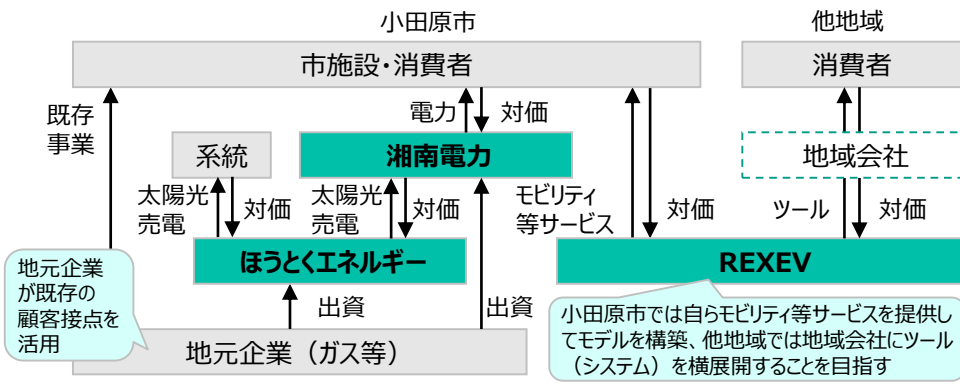 小田原市
他地域
市施設・消費者
消費者
既存
事業
電力
対価
系統
湘南電力
地域会社
太陽光
売電
対価
太陽光
売電
対価
モビリティ
等サービス
対価
ツール
対価
ほうとくエネルギー
REXEV
地元企業
が既存の
顧客接点を
活用
出資
出資
地元企業（ガス等）
小田原市では自らモビリティ等サービスを提供し
てモデルを構築、他地域では地域会社にツール
（システム）を横展開することを目指す